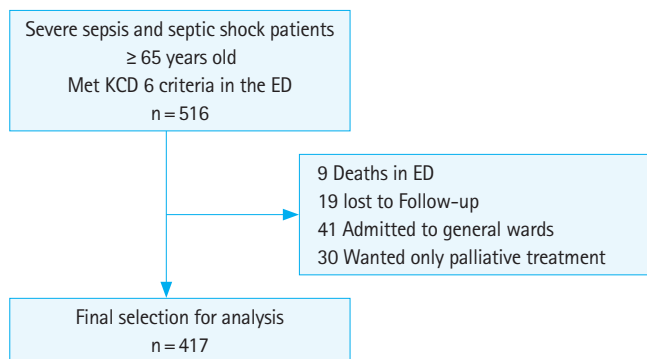 Severe sepsis and septic shock patients
≥ 65 years old
Met KCD 6 criteria in the ED
n = 516
9 Deaths in ED
19 lost to Follow-up
41 Admitted to general wards
30 Wanted only palliative treatment
Final selection for analysis
n = 417